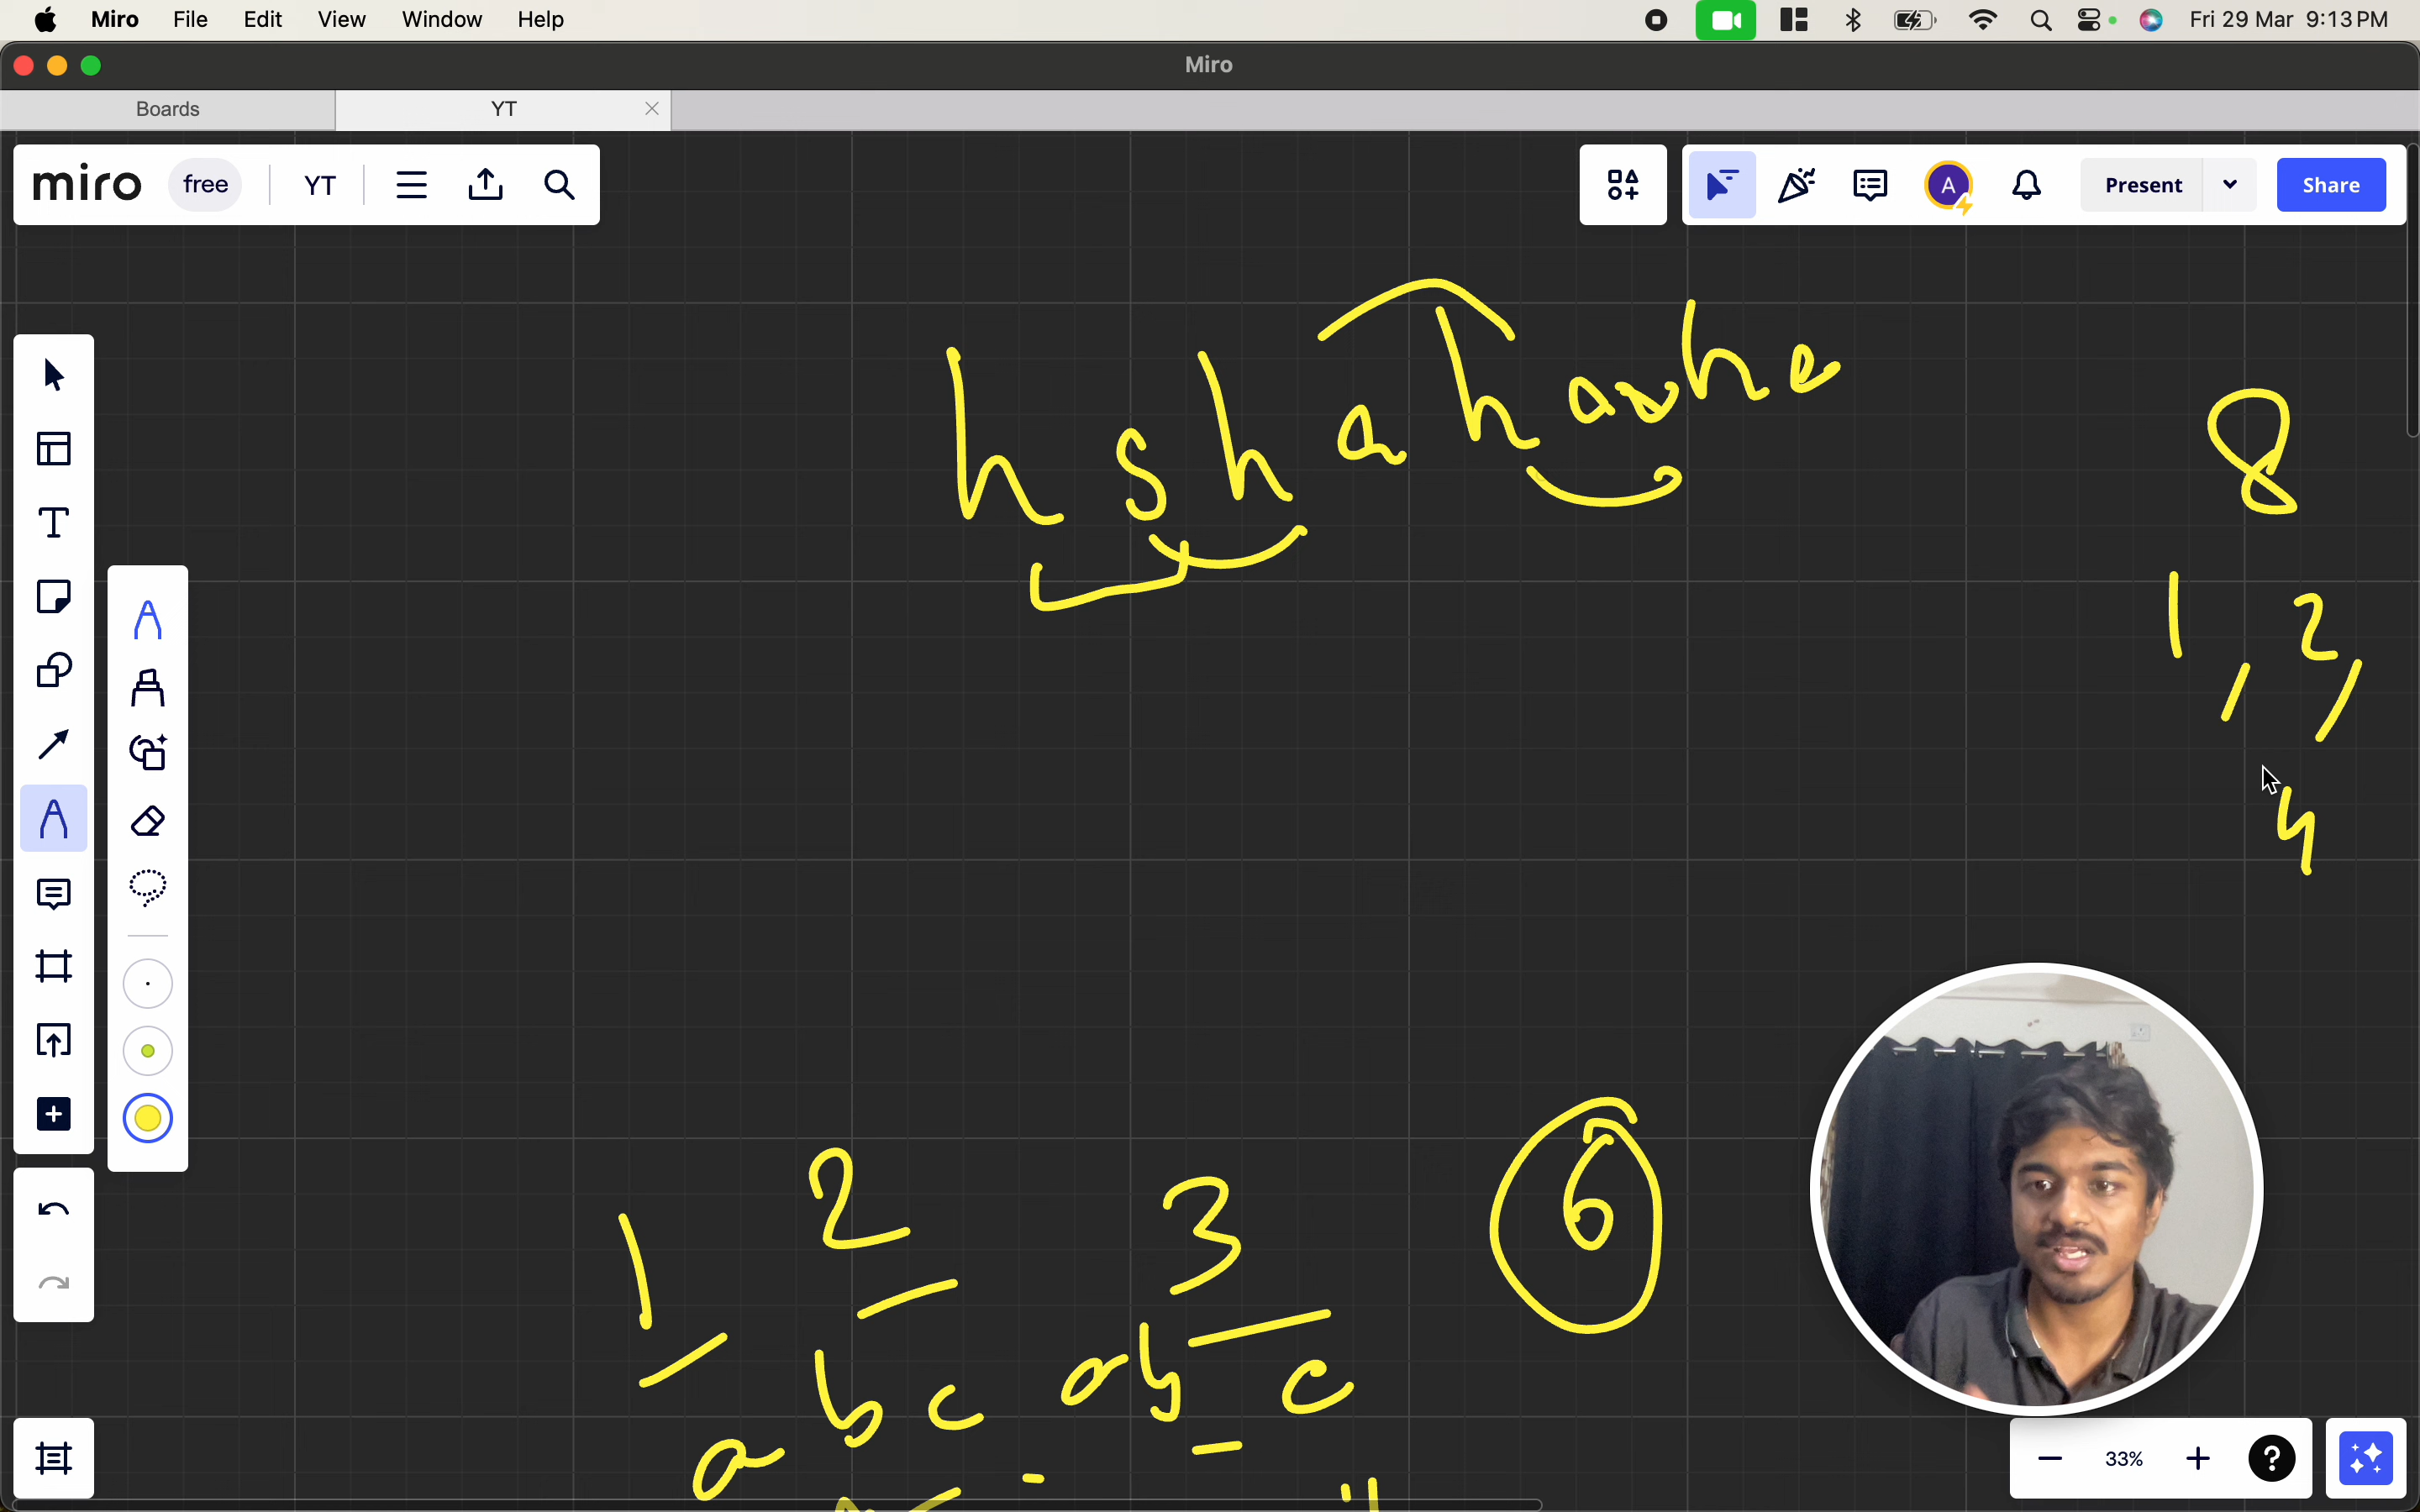 Miro File Edit View Window Help Fri 29 Mar 9:13 PM
Miro
Boards YT
miro free YT Present Share
A
h s h a h a s h e
8
1, 2,
4
1 2 3 6
a b c a b c
33%